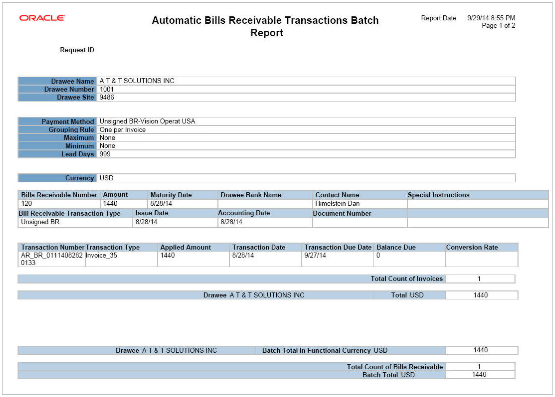 ORACLE
Automatic Bills Receivable Transactions Batch
Report
Report Date 9/29/14 8:55 PM
Page 1 of 2
Request ID
Drawee Name A T & T SOLUTIONS INC
Drawee Number 1001
Drawee Site 9486
Payment Method Unsigned BR-Vision Operat USA
Grouping Rule One per Invoice
Maximum None
Minimum None
Lead Days 999
Currency USD
Bills Receivable Number Amount Maturity Date Drawee Bank Name Contact Name Special Instructions
120 1440 8/28/14 Himelstein Dan
Bill Receivable Transaction Type Issue Date Accounting Date Document Number
Unsigned BR 8/28/14 8/28/14
Transaction Number Transaction Type Applied Amount Transaction Date Transaction Due Date Balance Due Conversion Rate
AR_BR_0111408282 Invoice_35 1440 8/28/14 9/27/14 0
0133
Total Count of Invoices 1
Drawee A T & T SOLUTIONS INC Total USD 1440
Drawee A T & T SOLUTIONS INC Batch Total In Functional Currency USD 1440
Total Count of Bills Receivable 1
Batch Total USD 1440